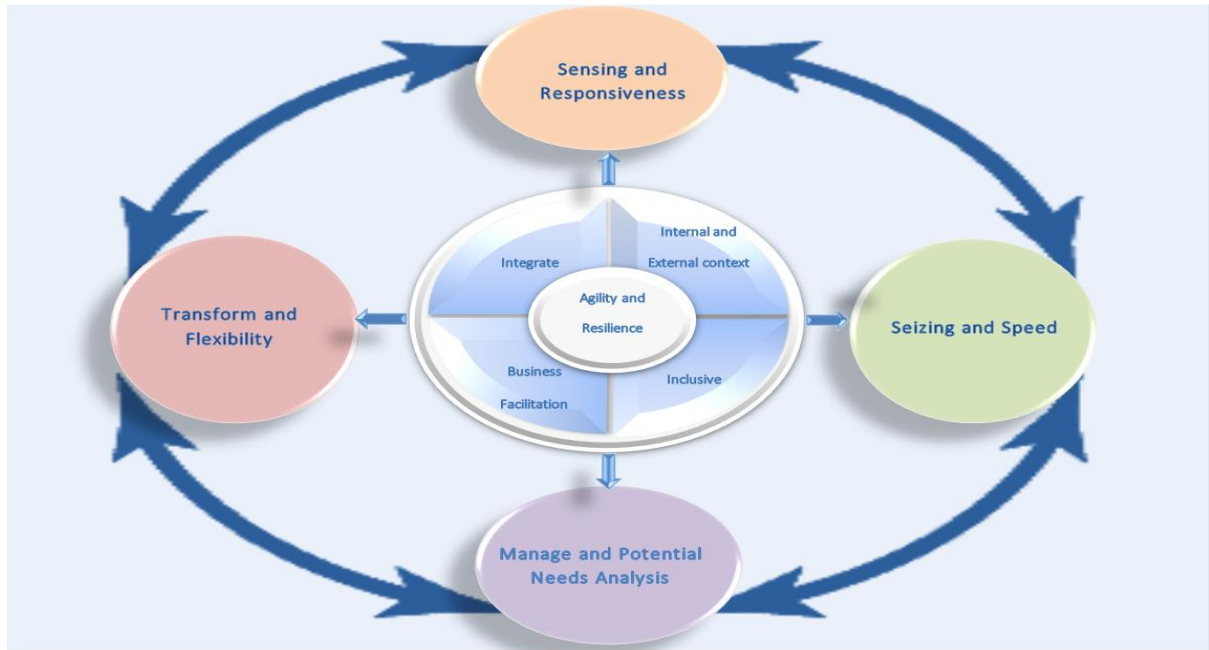 Sensing and
Responsiveness
Internal and
External context
Integrate
Agility and
Resilience
Transform and
Flexibility
Seizing and Speed
Business
Facilitation
Inclusive
Manage and Potential
Needs Analysis